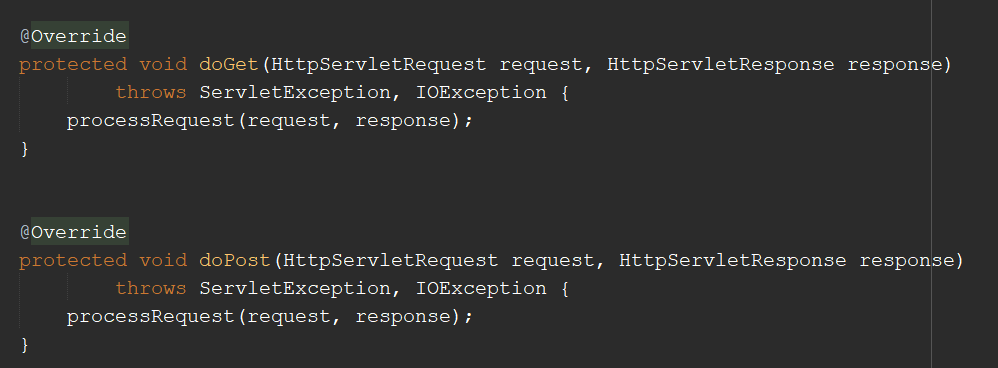 @Override
protected void doGet(HttpServletRequest request, HttpServletResponse response)
        throws ServletException, IOException {
    processRequest(request, response);
}
@Override
protected void doPost(HttpServletRequest request, HttpServletResponse response)
        throws ServletException, IOException {
    processRequest(request, response);
}